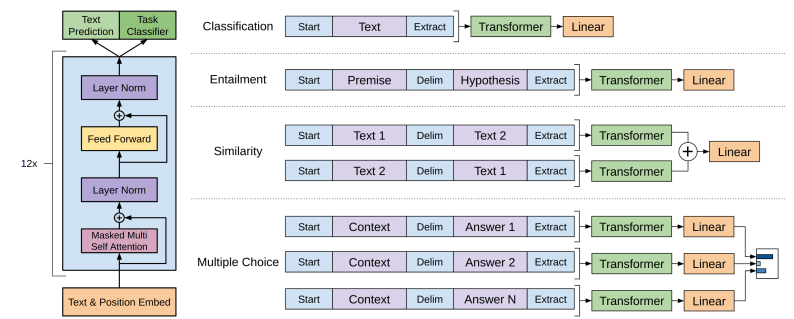 Text Prediction
Task Classifier
12x
Layer Norm
+
Feed Forward
Layer Norm
+
Masked Multi
Self Attention
Text & Position Embed
Classification
Start Text Extract Transformer Linear
Entailment
Start Premise Delim Hypothesis Extract Transformer Linear
Similarity
Start Text 1 Delim Text 2 Extract Transformer
+ Linear
Start Text 2 Delim Text 1 Extract Transformer
Multiple Choice
Start Context Delim Answer 1 Extract Transformer Linear
Start Context Delim Answer 2 Extract Transformer Linear
Start Context Delim Answer N Extract Transformer Linear